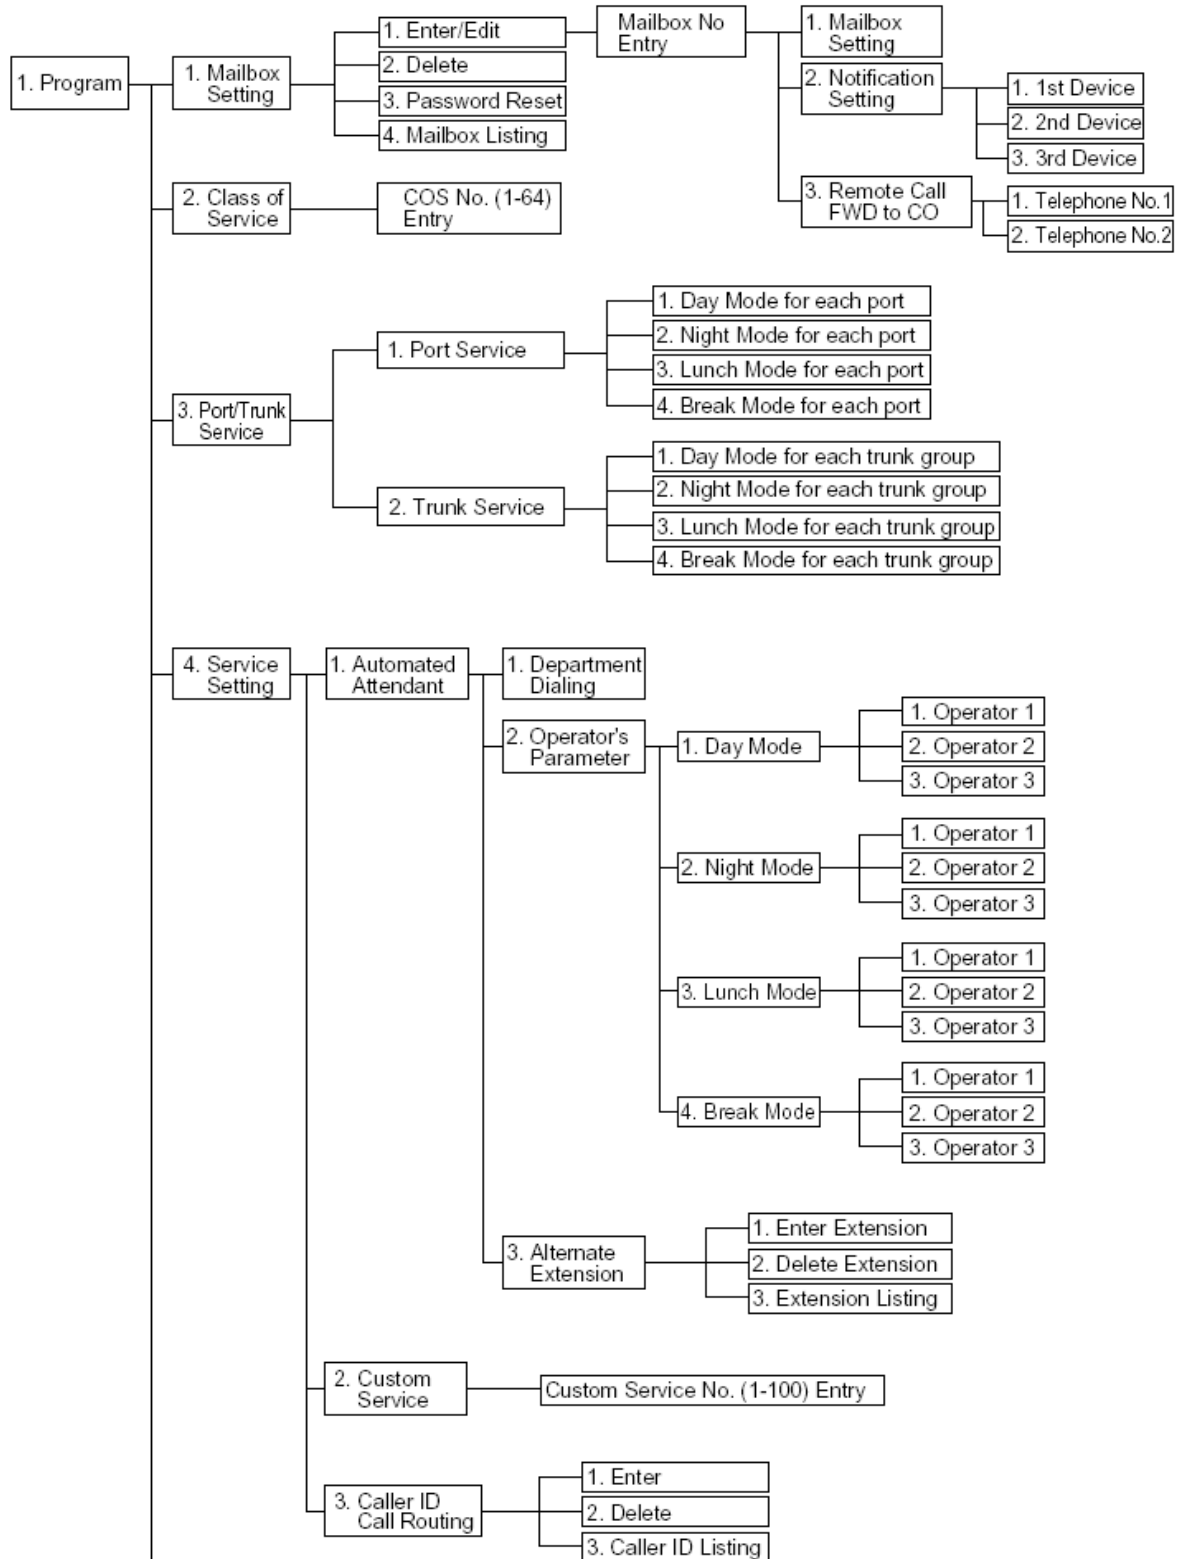 1. Program
1. Mailbox
Setting
1. Enter/Edit
2. Delete
3. Password Reset
4. Mailbox Listing
Mailbox No
Entry
1. Mailbox
Setting
2. Notification
Setting
1. 1st Device
2. 2nd Device
3. 3rd Device
3. Remote Call
FWD to CO
1. Telephone No.1
2. Telephone No.2
2. Class of
Service
COS No. (1-64)
Entry
3. Port/Trunk
Service
1. Port Service
1. Day Mode for each port
2. Night Mode for each port
3. Lunch Mode for each port
4. Break Mode for each port
2. Trunk Service
1. Day Mode for each trunk group
2. Night Mode for each trunk group
3. Lunch Mode for each trunk group
4. Break Mode for each trunk group
4. Service
Setting
1. Automated
Attendant
1. Department
Dialing
2. Operator's
Parameter
1. Day Mode
1. Operator 1
2. Operator 2
3. Operator 3
2. Night Mode
1. Operator 1
2. Operator 2
3. Operator 3
3. Lunch Mode
1. Operator 1
2. Operator 2
3. Operator 3
4. Break Mode
1. Operator 1
2. Operator 2
3. Operator 3
3. Alternate
Extension
1. Enter Extension
2. Delete Extension
3. Extension Listing
2. Custom
Service
Custom Service No. (1-100) Entry
3. Caller ID
Call Routing
1. Enter
2. Delete
3. Caller ID Listing